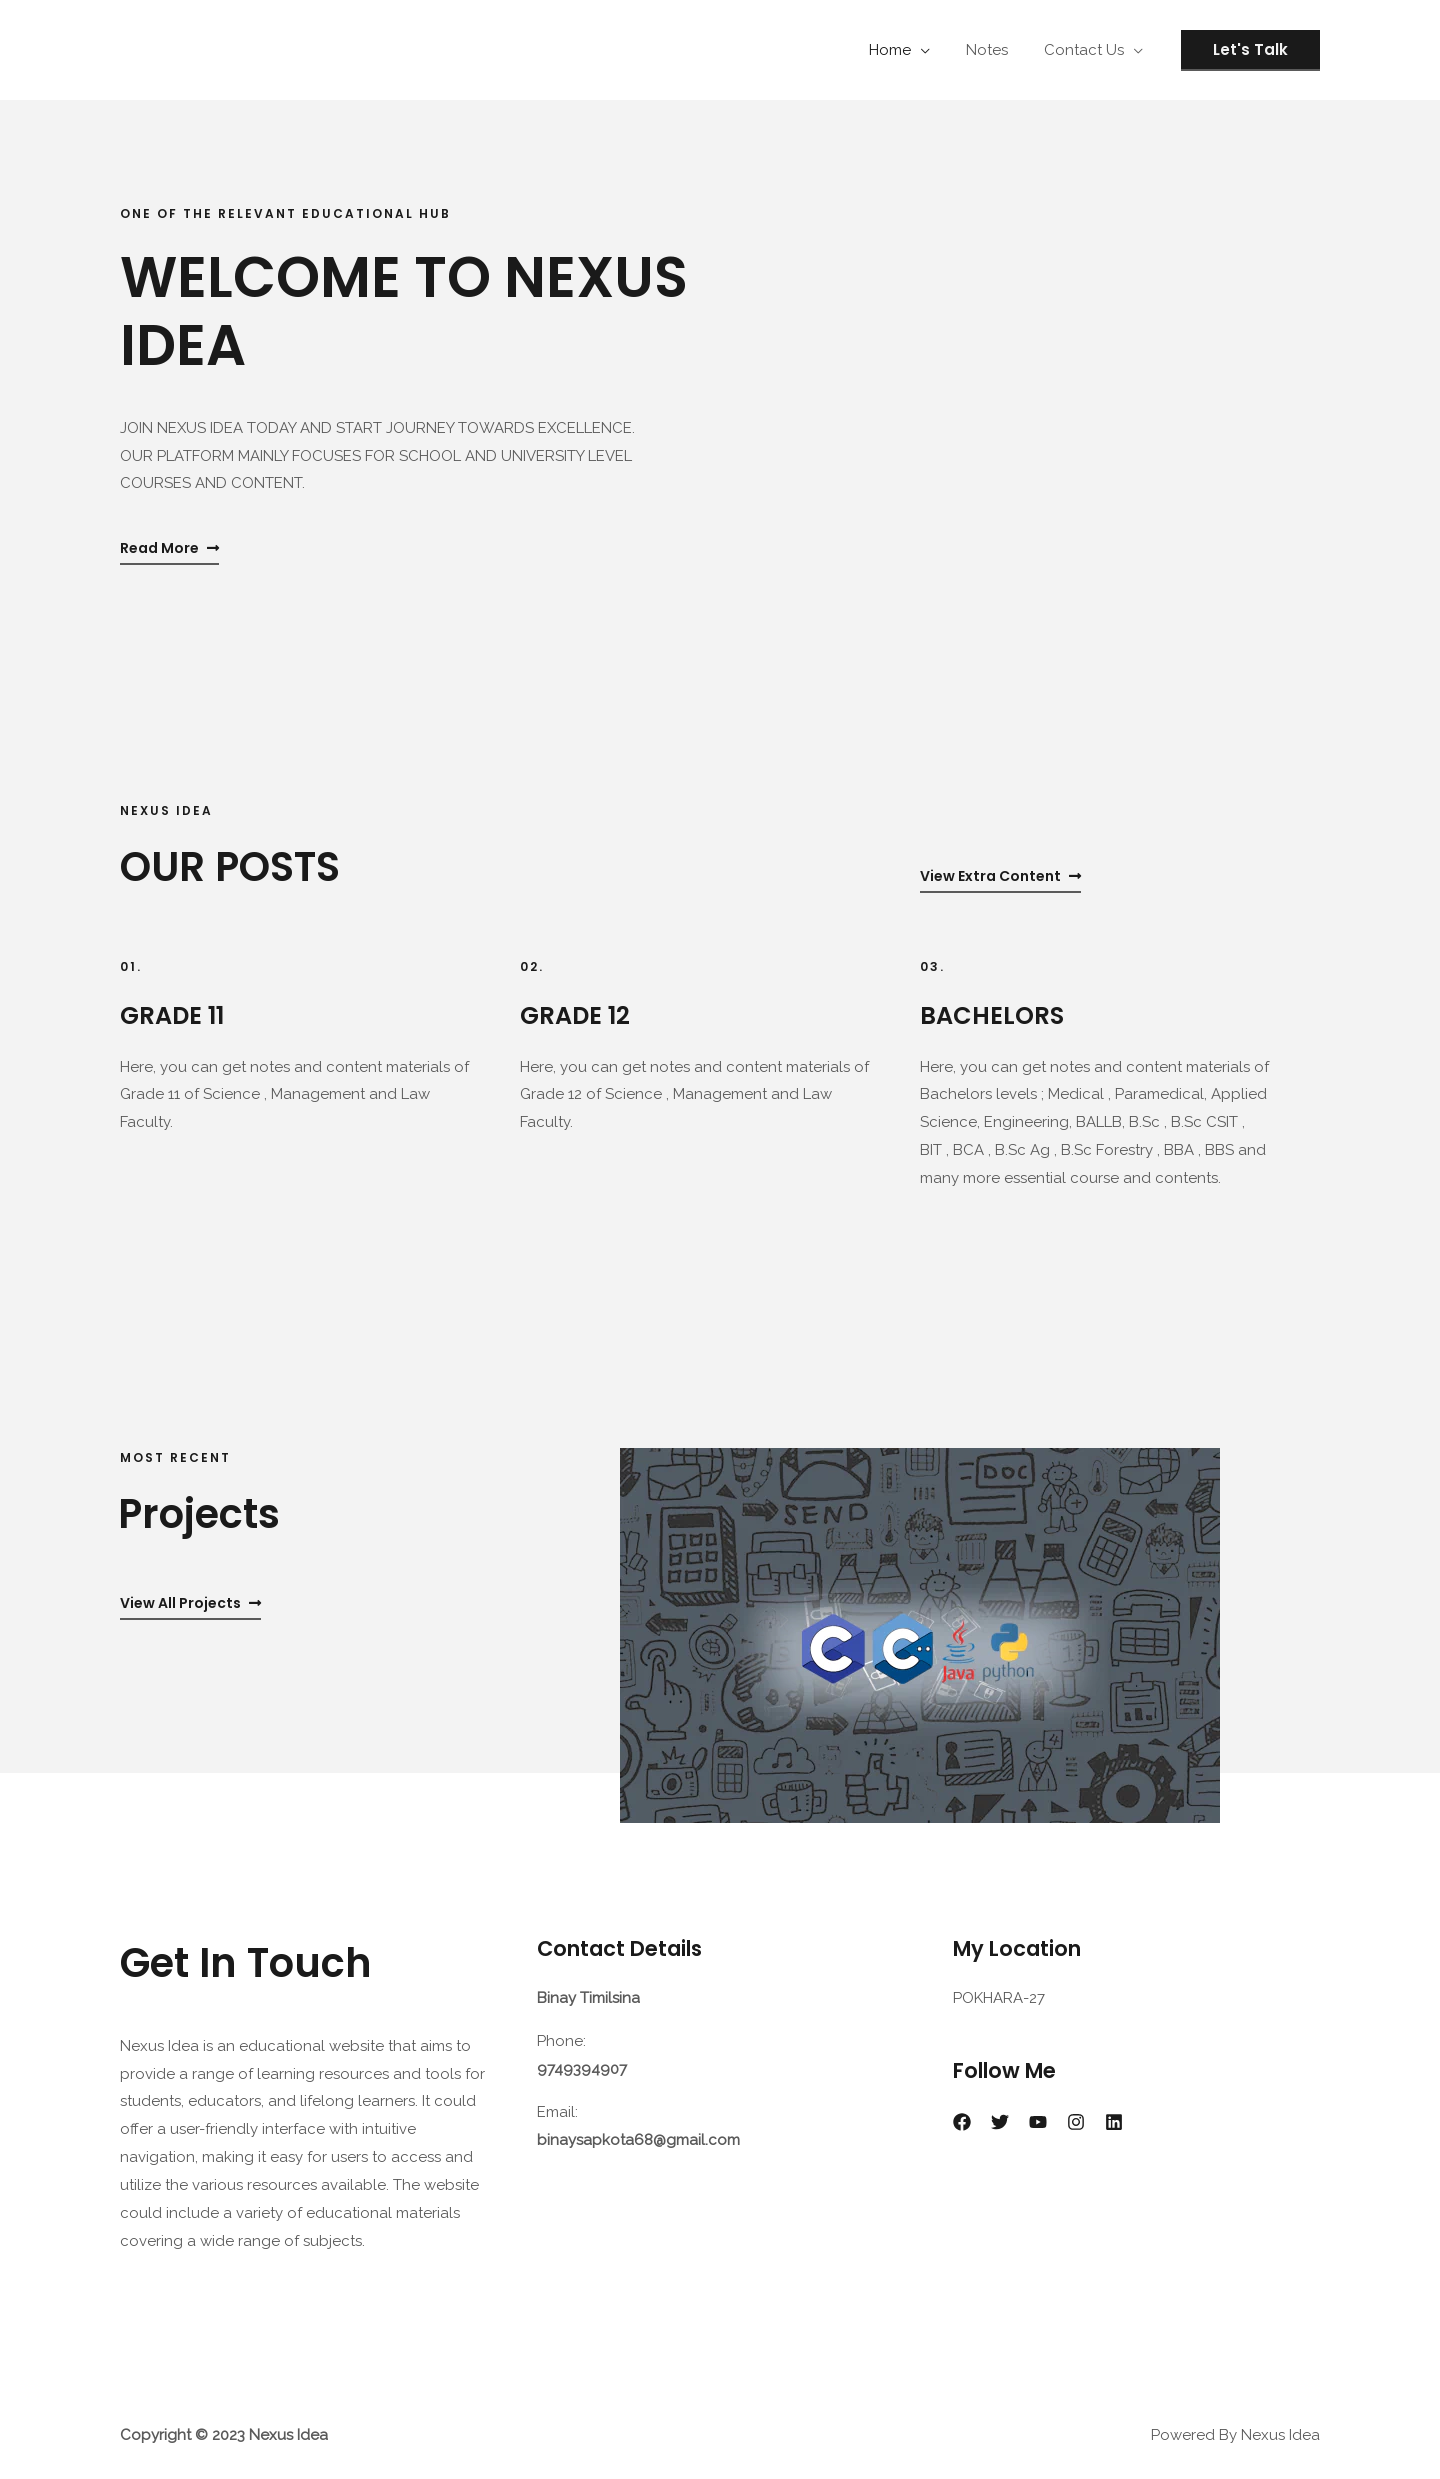 Home
Notes
Contact Us
Let's Talk
ONE OF THE RELEVANT EDUCATIONAL HUB
WELCOME TO NEXUS
IDEA
JOIN NEXUS IDEA TODAY AND START JOURNEY TOWARDS EXCELLENCE.
OUR PLATFORM MAINLY FOCUSES FOR SCHOOL AND UNIVERSITY LEVEL
COURSES AND CONTENT.
Read More
NEXUS IDEA
OUR POSTS
View Extra Content
01.
GRADE 11
Here, you can get notes and content materials of
Grade 11 of Science , Management and Law
Faculty.
02.
GRADE 12
Here, you can get notes and content materials of
Grade 12 of Science , Management and Law
Faculty.
03.
BACHELORS
Here, you can get notes and content materials of
Bachelors levels ; Medical , Paramedical, Applied
Science, Engineering, BALLB, B.Sc , B.Sc CSIT ,
BIT , BCA , B.Sc Ag , B.Sc Forestry , BBA , BBS and
many more essential course and contents.
MOST RECENT
Projects
View All Projects
SEND
DOC
C
C++
Java
python
1
4
1
Get In Touch
Nexus Idea is an educational website that aims to
provide a range of learning resources and tools for
students, educators, and lifelong learners. It could
offer a user-friendly interface with intuitive
navigation, making it easy for users to access and
utilize the various resources available. The website
could include a variety of educational materials
covering a wide range of subjects.
Contact Details
Binay Timilsina
Phone:
9749394907
Email:
binaysapkota68@gmail.com
My Location
POKHARA-27
Follow Me
Copyright © 2023 Nexus Idea
Powered By Nexus Idea